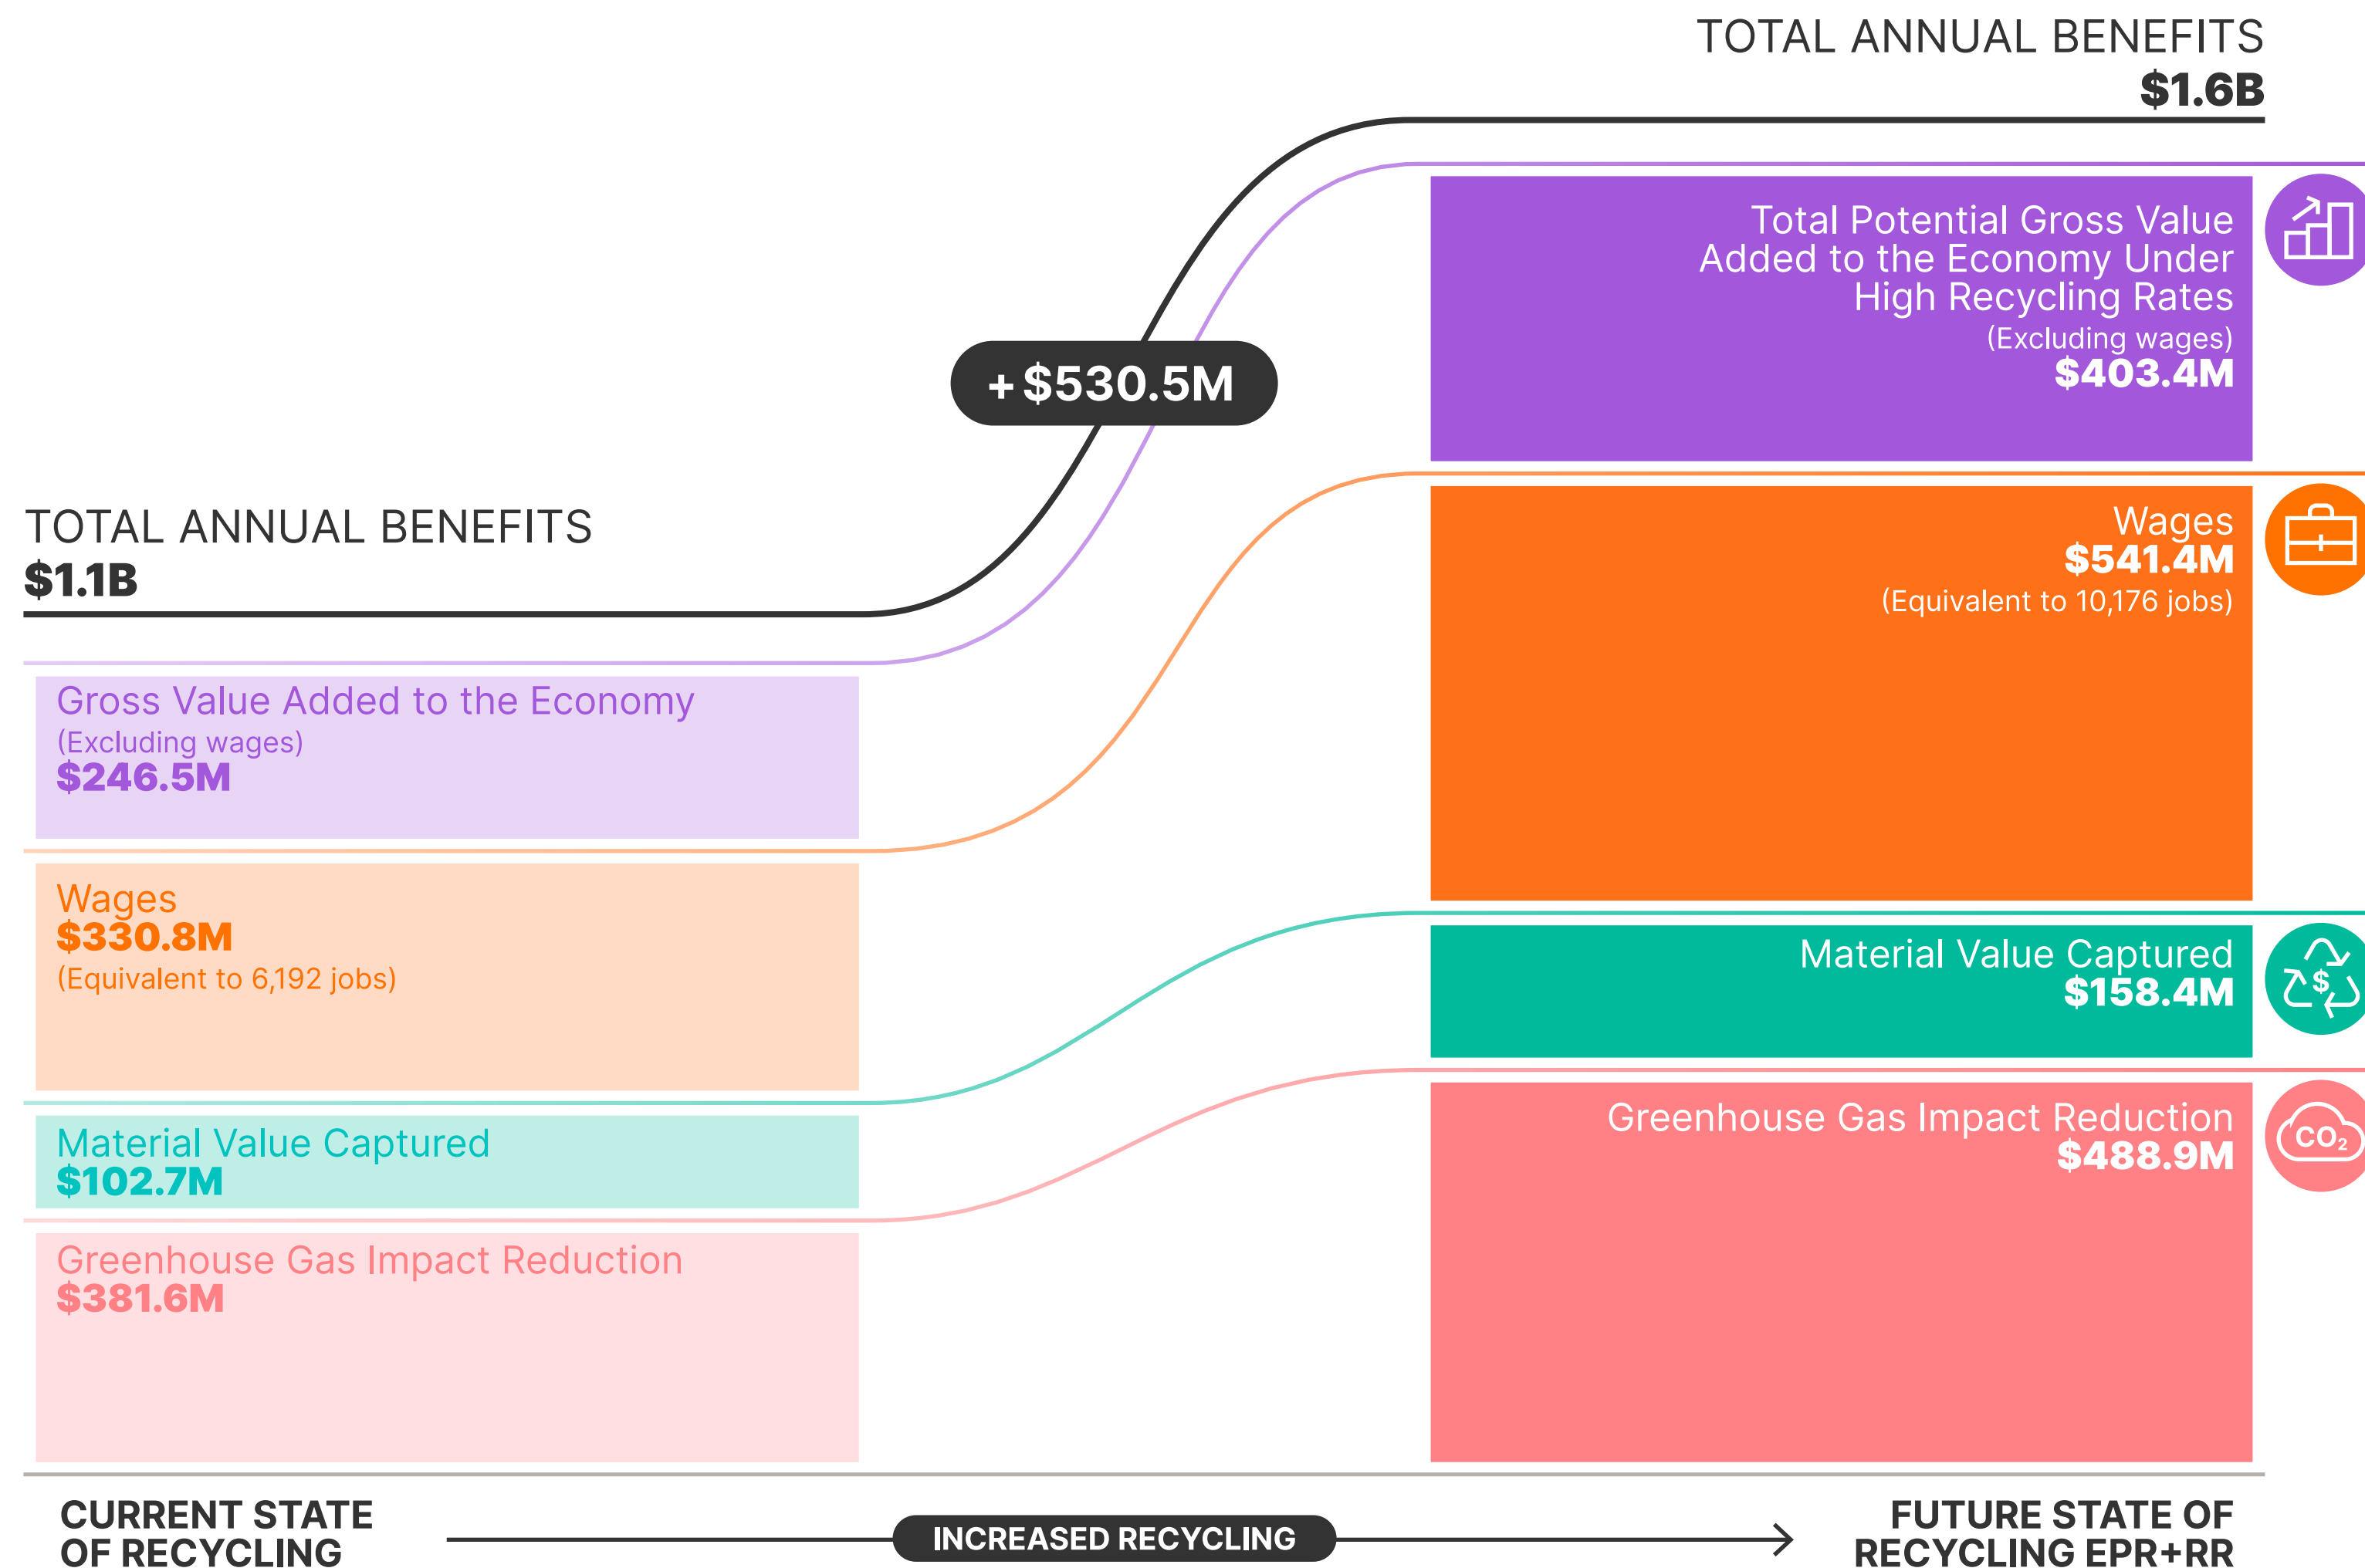 TOTAL ANNUAL BENEFITS
$1.6B
Total Potential Gross Value
Added to the Economy Under
High Recycling Rates
(Excluding wages)
$403.4M
+$530.5M
TOTAL ANNUAL BENEFITS
$1.1B
Wages
$541.4M
(Equivalent to 10,176 jobs)
Gross Value Added to the Economy
(Excluding wages)
$246.5M
Wages
$330.8M
(Equivalent to 6,192 jobs)
Material Value Captured
$158.4M
$
Material Value Captured
$102.7M
Greenhouse Gas Impact Reduction
$488.9M
CO2
Greenhouse Gas Impact Reduction
$381.6M
CURRENT STATE
OF RECYCLING
INCREASED RECYCLING
FUTURE STATE OF
RECYCLING EPR+RR